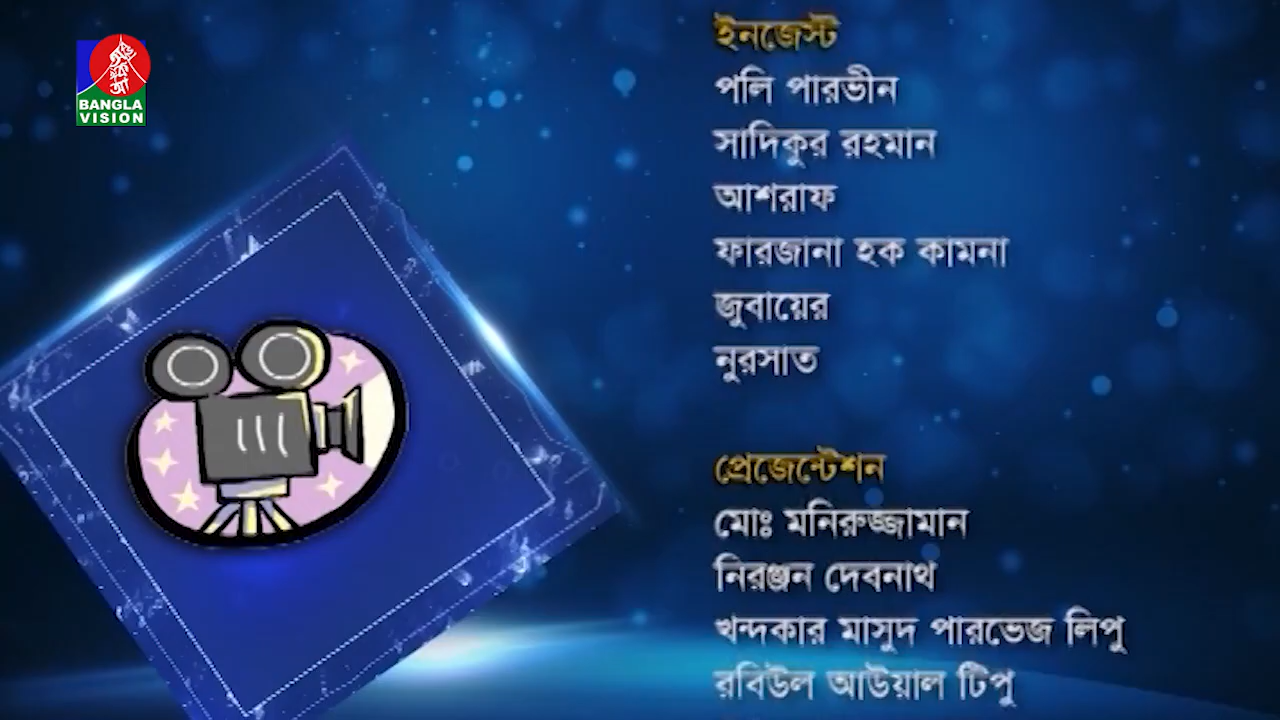 BANGLA
VISION
ইনজেস্ট
পলি পারভীন
সাদিকুর রহমান
আশরাফ
ফারজানা হক কামনা
জুবায়ের
নুরসাত
প্রেজেন্টেশন
মোঃ মনিরুজ্জামান
নিরঞ্জন দেবনাথ
খন্দকার মাসুদ পারভেজ লিপু
রবিউল আউয়াল টিপু